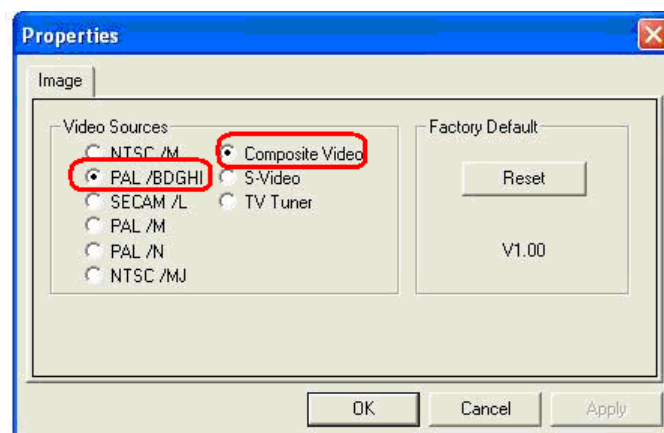 Properties
Image
Video Sources
NTSC /M
PAL /BDGHI
SECAM /L
PAL /M
PAL /N
NTSC /MJ
Composite Video
S-Video
TV Tuner
Factory Default
Reset
V1.00
OK
Cancel
Apply